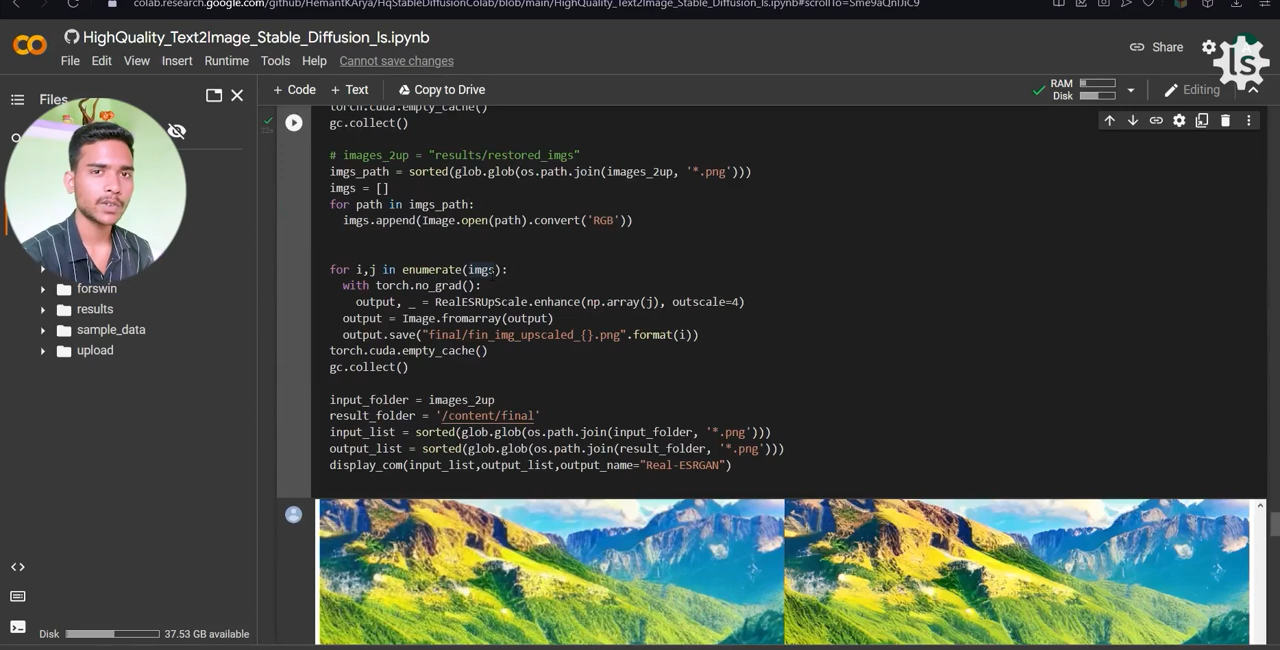 colab.research.google.com/github/HemantKArya/HqStableDiffusionColab/blob/main/HighQuality_Text2Image_Stable_Diffusion_ls.ipynb#scrollTo=Sme9aQnIJiC9
HighQuality_Text2Image_Stable_Diffusion_ls.ipynb
Share
ls
File Edit View Insert Runtime Tools Help Cannot save changes
Files
+ Code + Text Copy to Drive
RAM
Disk
Editing
torch.cuda.empty_cache()
gc.collect()
# images_2up = "results/restored_imgs"
imgs_path = sorted(glob.glob(os.path.join(images_2up, '*.png')))
imgs = []
for path in imgs_path:
imgs.append(Image.open(path).convert('RGB'))
for i,j in enumerate(imgs):
with torch.no_grad():
output, _ = RealESRUpScale.enhance(np.array(j), outscale=4)
output = Image.fromarray(output)
output.save("final/fin_img_upscaled_{}.png".format(i))
torch.cuda.empty_cache()
gc.collect()
input_folder = images_2up
result_folder = '/content/final'
input_list = sorted(glob.glob(os.path.join(input_folder, '*.png')))
output_list = sorted(glob.glob(os.path.join(result_folder, '*.png')))
display_com(input_list,output_list,output_name="Real-ESRGAN")
forswin
results
sample_data
upload
Disk 37.53 GB available